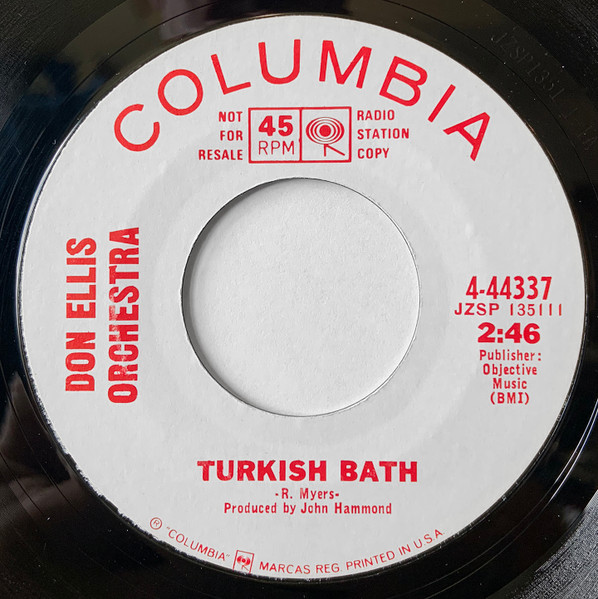 COLUMBIA
NOT
FOR
RESALE
45
RPM
RADIO
STATION
COPY
DON ELLIS
ORCHESTRA
4-44337
JZSP 135111
2:46
Publisher:
Objective
Music
(BMI)
TURKISH BATH
-R. Myers-
Produced by John Hammond
® "COLUMBIA" MARCAS REG. PRINTED IN U.S.A.